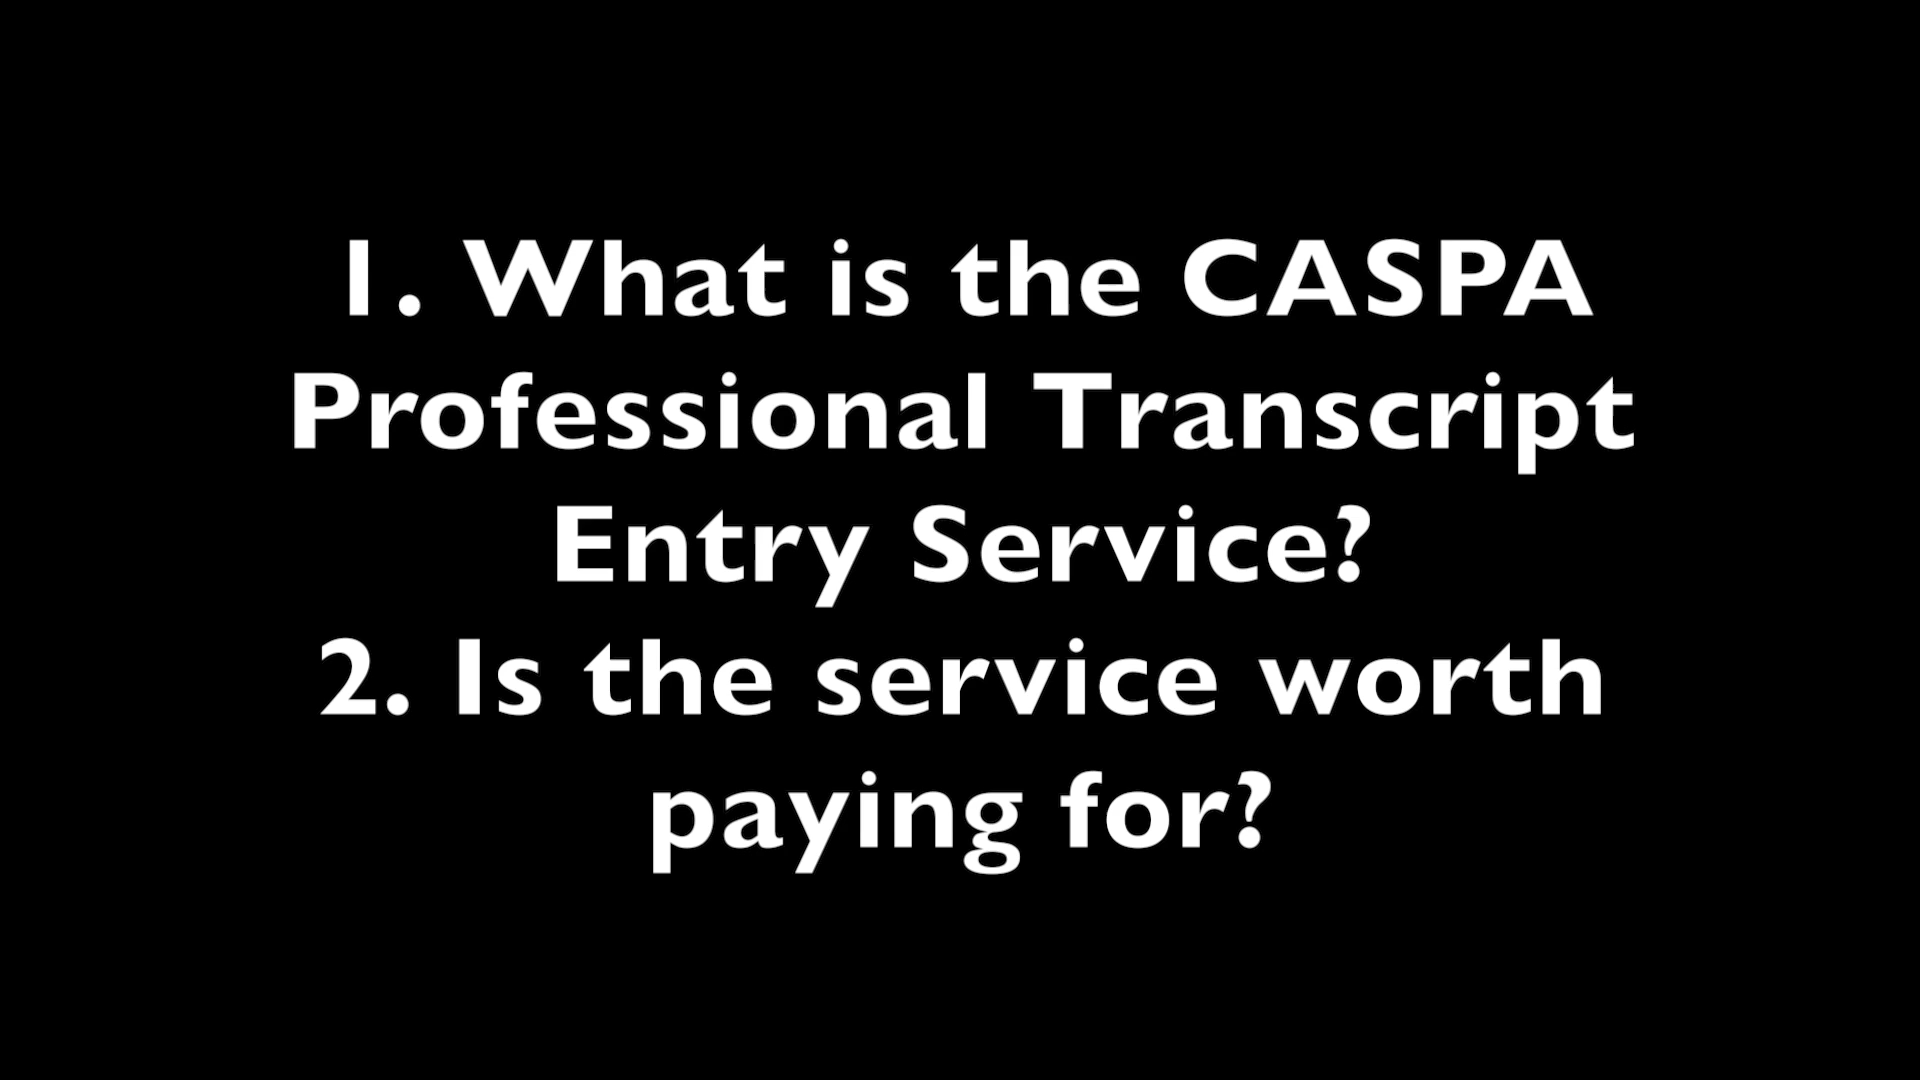 1. What is the CASPA
Professional Transcript
Entry Service?
2. Is the service worth
paying for?